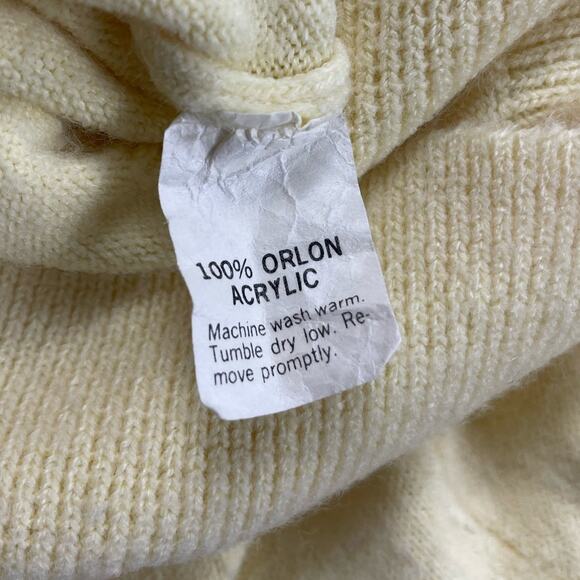 100% ORLON
ACRYLIC
Machine wash warm.
Tumble dry low. Re-
move promptly.